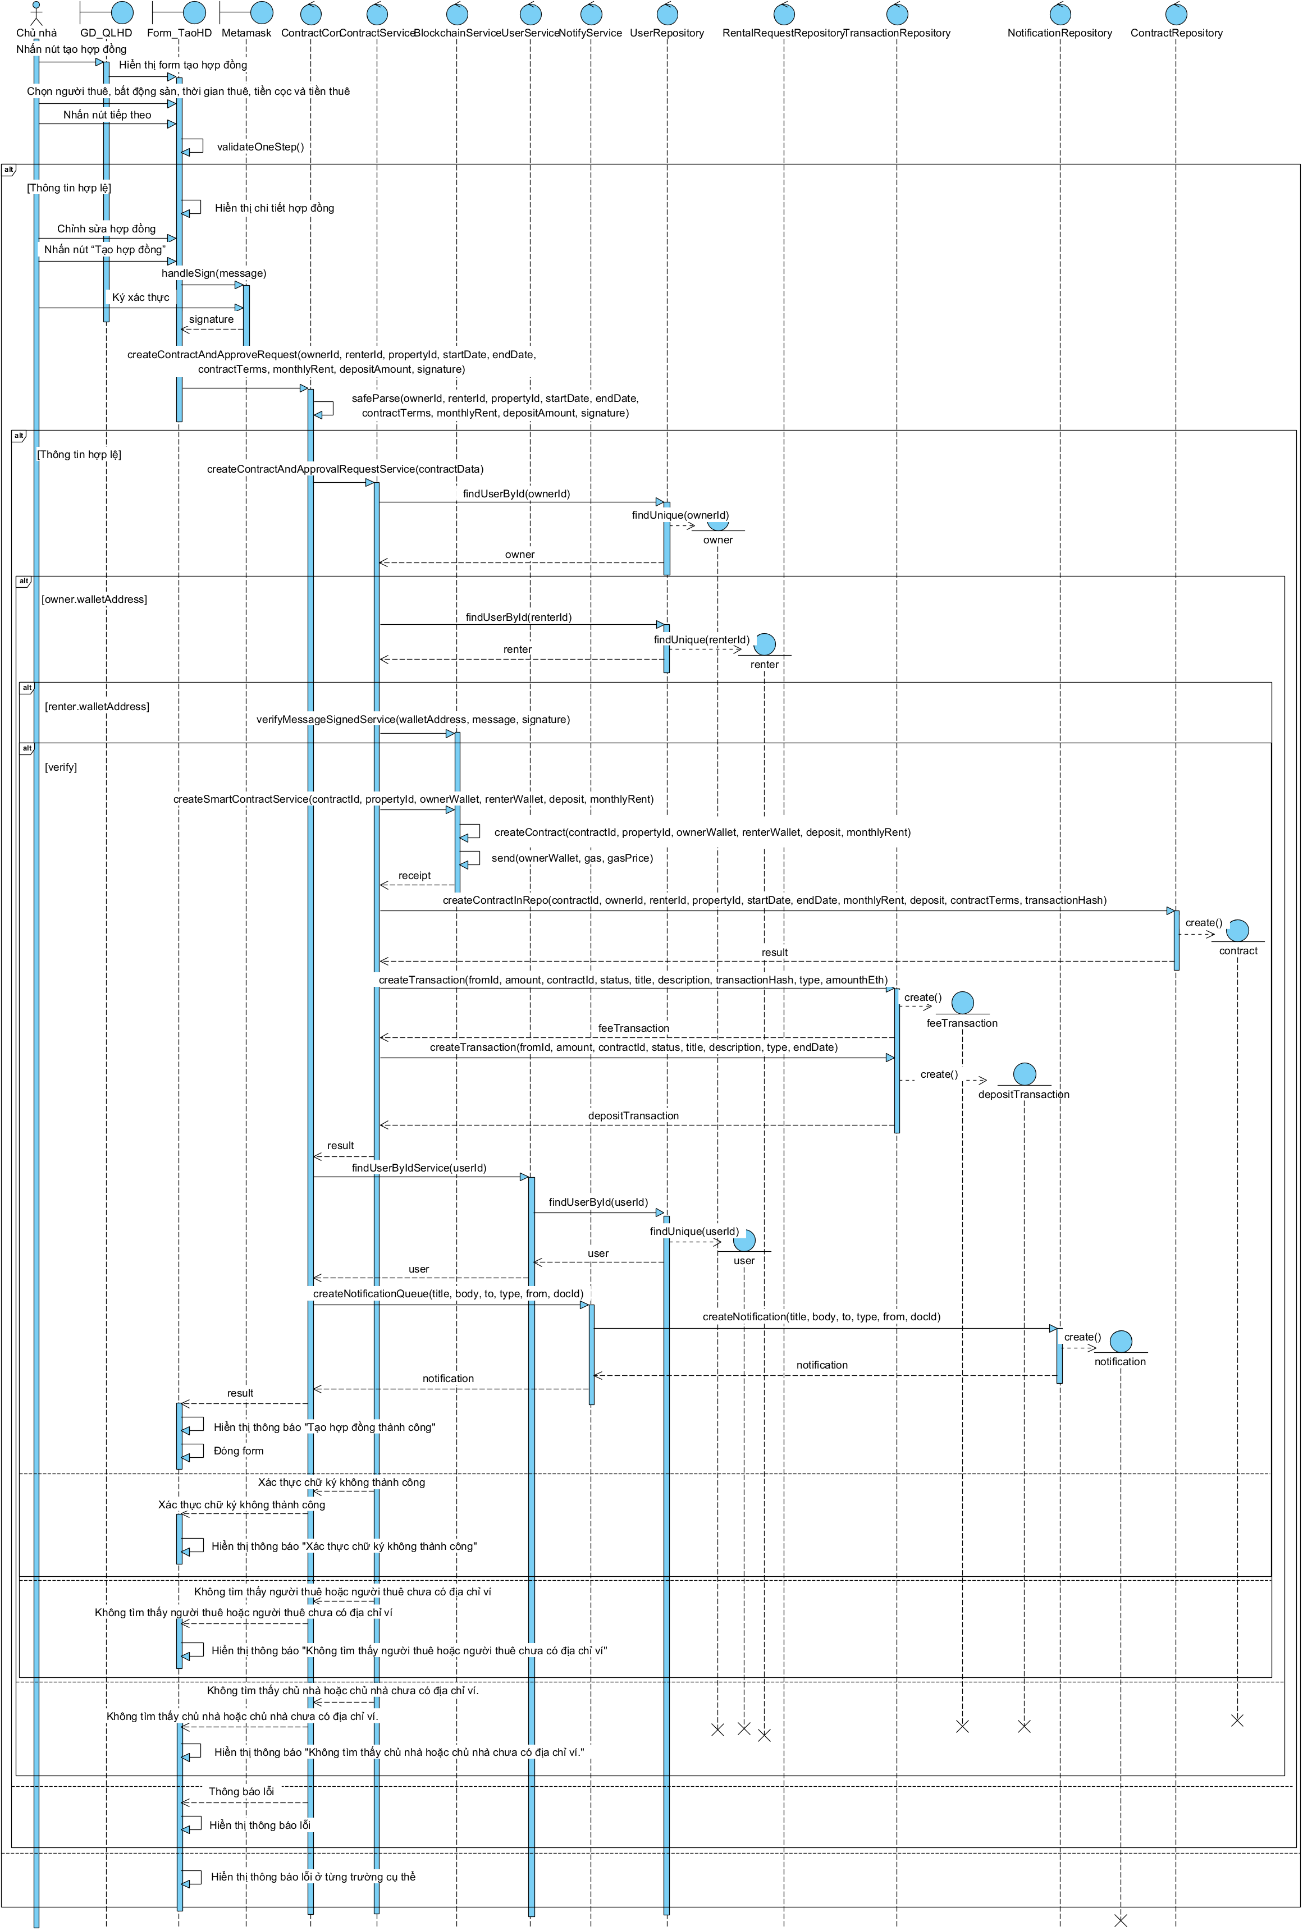 Chủ nhà
GD_QLHD
Form_TaoHD
Metamask
ContractCon
ContractService
BlockchainService
UserService
NotifyService
UserRepository
RentalRequestRepository
TransactionRepository
NotificationRepository
ContractRepository
Nhấn nút tạo hợp đồng
Hiển thị form tạo hợp đồng
Chọn người thuê, bất động sản, thời gian thuê, tiền cọc và tiền thuê
Nhấn nút tiếp theo
validateOneStep()
alt
[Thông tin hợp lệ]
Hiển thị chi tiết hợp đồng
Chỉnh sửa hợp đồng
Nhấn nút "Tạo hợp đồng"
handleSign(message)
Ký xác thực
signature
createContractAndApproveRequest(ownerId, renterId, propertyId, startDate, endDate,
contractTerms, monthlyRent, depositAmount, signature)
safeParse(ownerId, renterId, propertyId, startDate, endDate,
contractTerms, monthlyRent, depositAmount, signature)
alt
[Thông tin hợp lệ]
createContractAndApprovalRequestService(contractData)
findUserById(ownerId)
findUnique(ownerId)
owner
owner
alt
[owner.walletAddress]
findUserById(renterId)
findUnique(renterId)
renter
renter
alt
[renter.walletAddress]
verifyMessageSignedService(walletAddress, message, signature)
alt
[verify]
createSmartContractService(contractId, propertyId, ownerWallet, renterWallet, deposit, monthlyRent)
createContract(contractId, propertyId, ownerWallet, renterWallet, deposit, monthlyRent)
send(ownerWallet, gas, gasPrice)
receipt
createContractInRepo(contractId, ownerId, renterId, propertyId, startDate, endDate, monthlyRent, deposit, contractTerms, transactionHash)
create()
contract
result
createTransaction(fromId, amount, contractId, status, title, description, transactionHash, type, amounthEth)
create()
feeTransaction
feeTransaction
createTransaction(fromId, amount, contractId, status, title, description, type, endDate)
create()
depositTransaction
depositTransaction
result
findUserByIdService(userId)
findUserById(userId)
findUnique(userId)
user
user
user
createNotificationQueue(title, body, to, type, from, docId)
createNotification(title, body, to, type, from, docId)
create()
notification
notification
notification
result
Hiển thị thông báo "Tạo hợp đồng thành công"
Đóng form
Xác thực chữ ký không thành công
Xác thực chữ ký không thành công
Hiển thị thông báo "Xác thực chữ ký không thành công"
Không tìm thấy người thuê hoặc người thuê chưa có địa chỉ ví
Không tìm thấy người thuê hoặc người thuê chưa có địa chỉ ví
Hiển thị thông báo "Không tìm thấy người thuê hoặc người thuê chưa có địa chỉ ví"
Không tìm thấy chủ nhà hoặc chủ nhà chưa có địa chỉ ví.
Không tìm thấy chủ nhà hoặc chủ nhà chưa có địa chỉ ví.
Hiển thị thông báo "Không tìm thấy chủ nhà hoặc chủ nhà chưa có địa chỉ ví."
Thông báo lỗi
Hiển thị thông báo lỗi
Hiển thị thông báo lỗi ở từng trường cụ thể